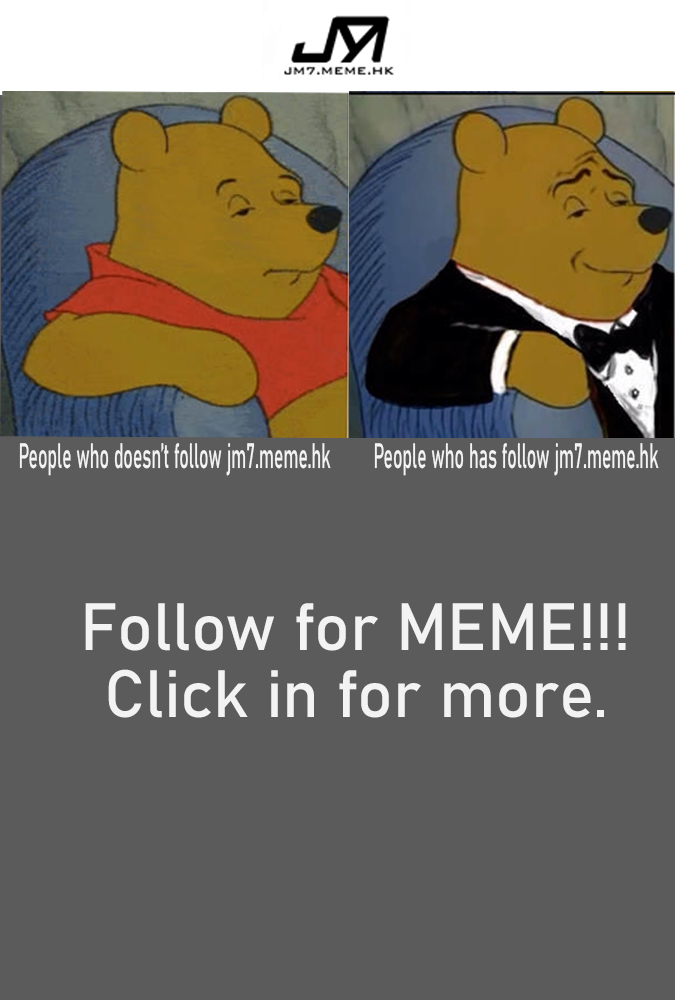 JM
JM7.MEME.HK
People who doesn't follow jm7.meme.hk
People who has follow jm7.meme.hk
Follow for MEME!!!
Click in for more.